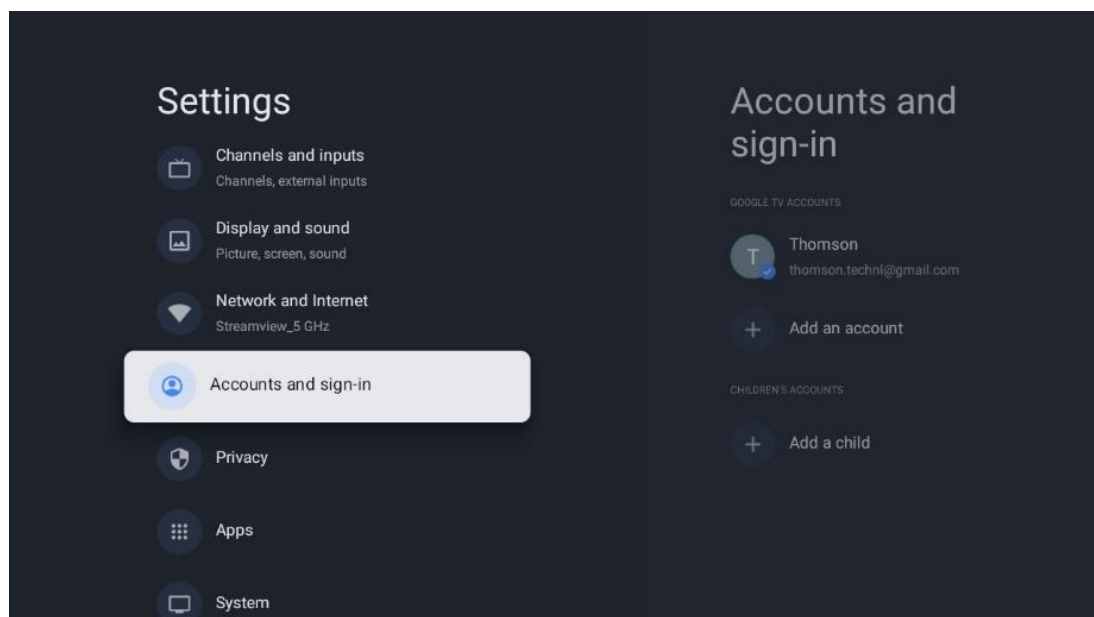 Settings
Channels and inputs
Channels, external inputs
Display and sound
Picture, screen, sound
Network and Internet
Streamview_5 GHz
Accounts and sign-in
Privacy
Apps
System
Accounts and
sign-in
GOOGLE TV ACCOUNTS
T
Thomson
thomson.technl@gmail.com
Add an account
CHILDREN'S ACCOUNTS
Add a child